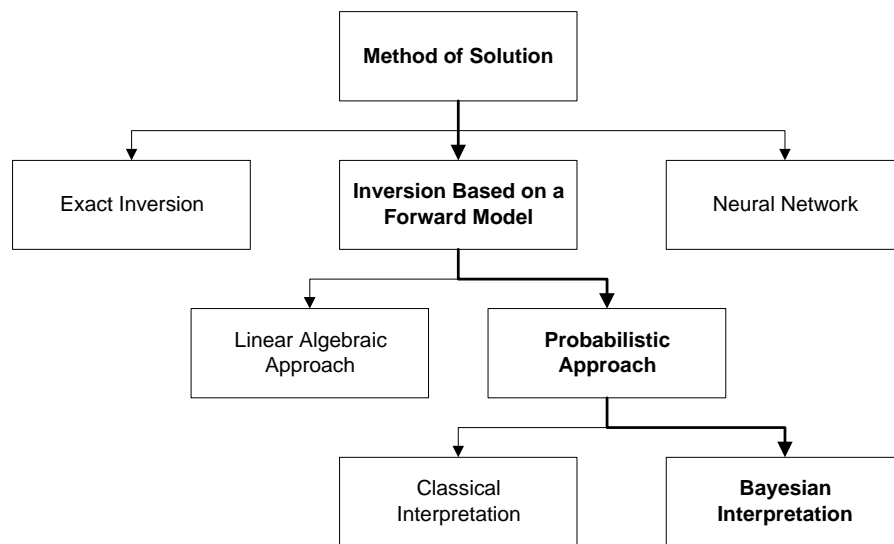 Method of Solution
Exact Inversion
Inversion Based on a
Forward Model
Neural Network
Linear Algebraic
Approach
Probabilistic
Approach
Classical
Interpretation
Bayesian
Interpretation